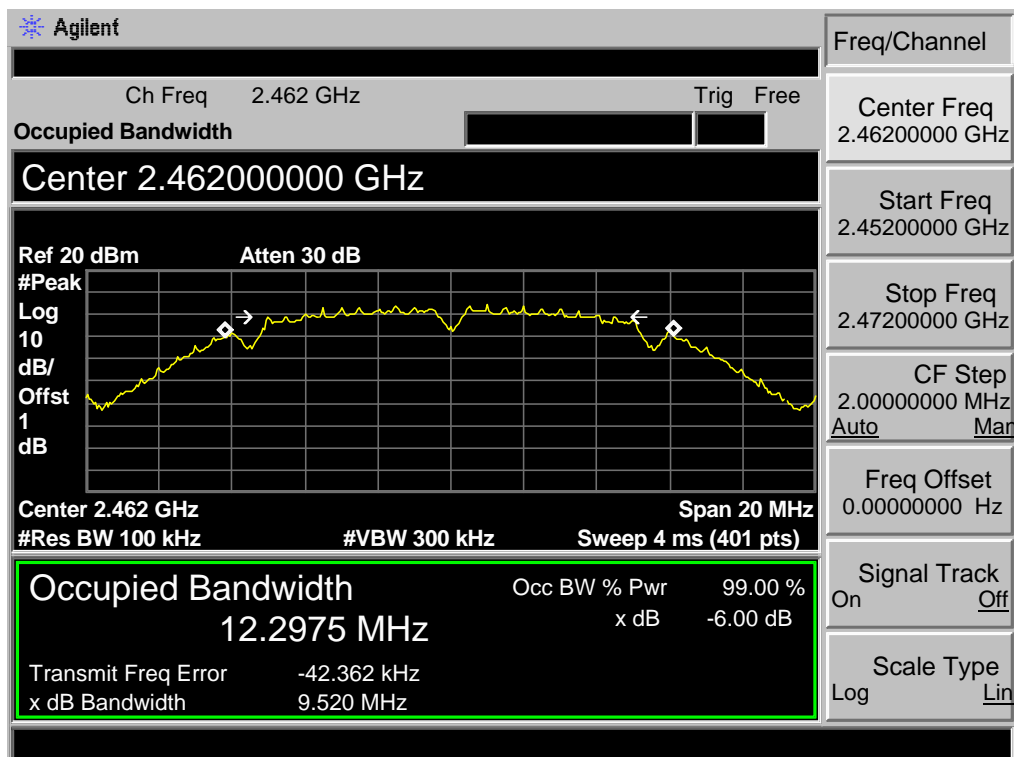 Agilent
Freq/Channel
Ch Freq 2.462 GHz Trig Free
Occupied Bandwidth
Center 2.462000000 GHz
Ref 20 dBm Atten 30 dB
#Peak
Log
10
dB/
Offst
1
dB
Center 2.462 GHz Span 20 MHz
#Res BW 100 kHz #VBW 300 kHz Sweep 4 ms (401 pts)
Occupied Bandwidth
12.2975 MHz
Occ BW % Pwr 99.00 %
x dB -6.00 dB
Transmit Freq Error -42.362 kHz
x dB Bandwidth 9.520 MHz
Center Freq
2.46200000 GHz
Start Freq
2.45200000 GHz
Stop Freq
2.47200000 GHz
CF Step
2.00000000 MHz
Auto Man
Freq Offset
0.00000000 Hz
Signal Track
On Off
Scale Type
Log Lin